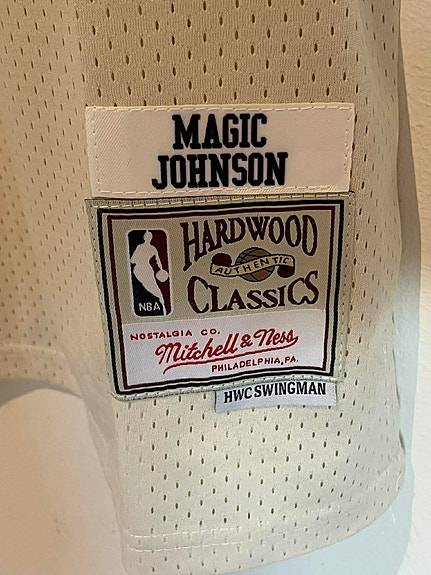 MAGIC
JOHNSON
HARDWOOD
AUTHENTIC
CLASSICS
NBA
NOSTALGIA CO.
Mitchell & Ness
PHILADELPHIA, PA.
HWC SWINGMAN